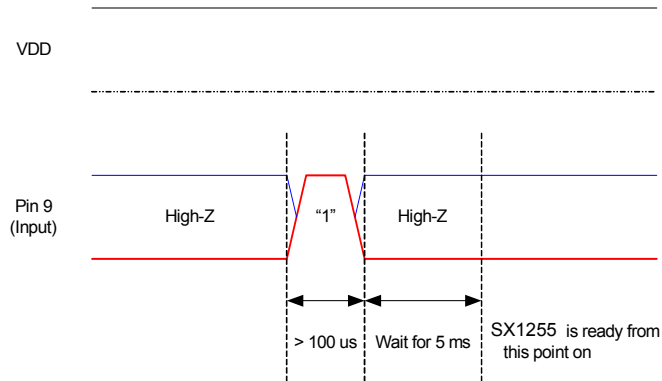 VDD
Pin 9
(Input)
High-Z
“1”
High-Z
> 100 us
Wait for 5 ms
SX1255 is ready from
this point on